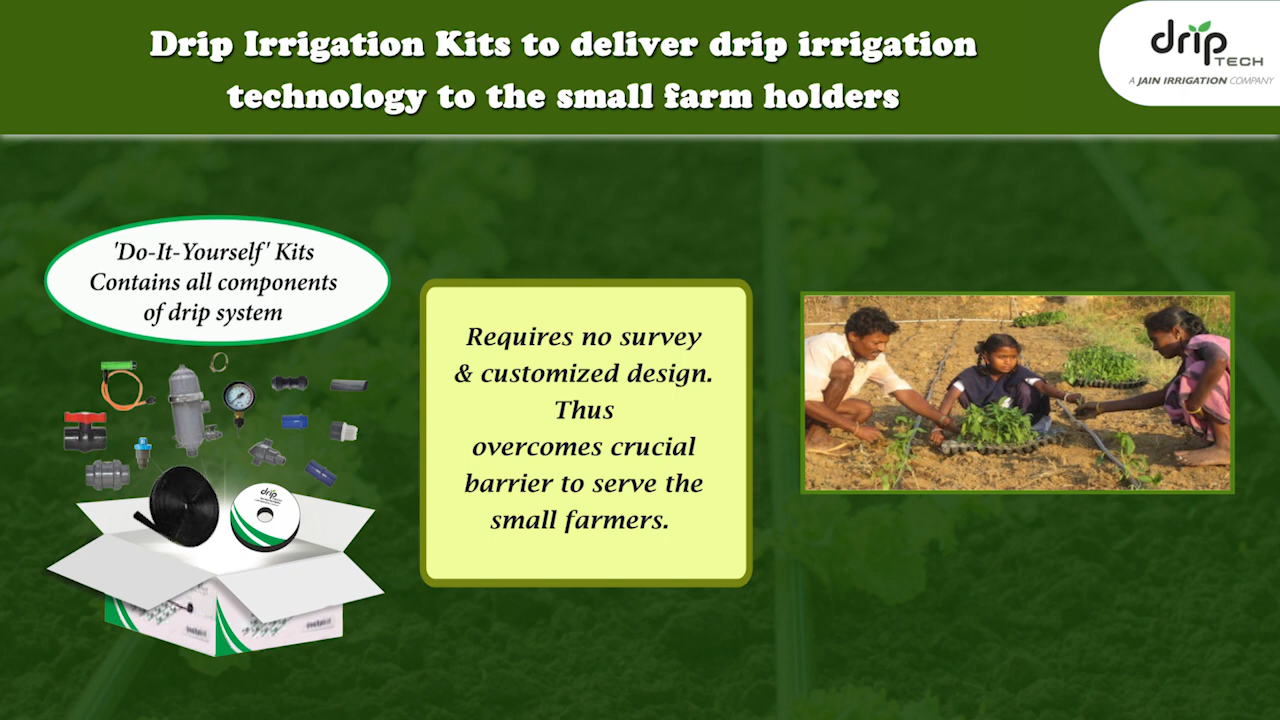 Drip Irrigation Kits to deliver drip irrigation
technology to the small farm holders
drip
TECH
A JAIN IRRIGATION COMPANY
'Do-It-Yourself' Kits
Contains all components
of drip system
Requires no survey
& customized design.
Thus
overcomes crucial
barrier to serve the
small farmers.
drip